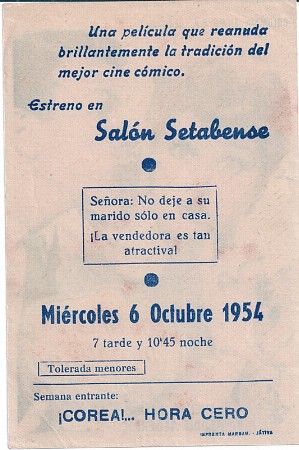 Una película que reanuda
brillantemente la tradición del
mejor cine cómico.
Estreno en
Salón Setabense
Señora: No deje a su
marido sólo en casa.
¡La vendedora es tan
atractiva!
Miércoles 6 Octubre 1954
7 tarde y 10'45 noche
Tolerada menores
Semana entrante:
¡COREA!... HORA CERO
IMPRENTA MARBAU. - JÁTIVA